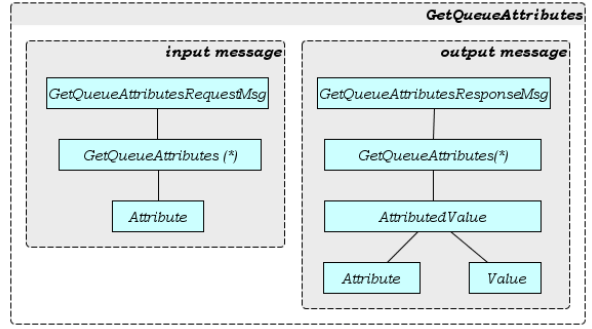 GetQueueAttributes
input message
GetQueueAttributesRequestMsg
GetQueueAttributes (*)
Attribute
output message
GetQueueAttributesResponseMsg
GetQueueAttributes(*)
AttributedValue
Attribute
Value